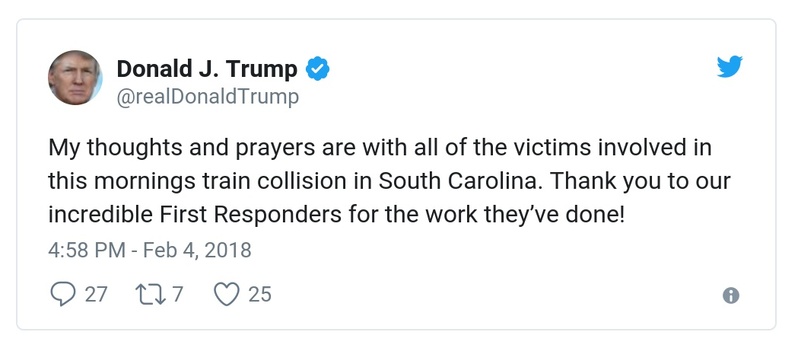 Donald J. Trump
@realDonaldTrump
My thoughts and prayers are with all of the victims involved in
this mornings train collision in South Carolina. Thank you to our
incredible First Responders for the work they’ve done!
4:58 PM - Feb 4, 2018
27 7 25